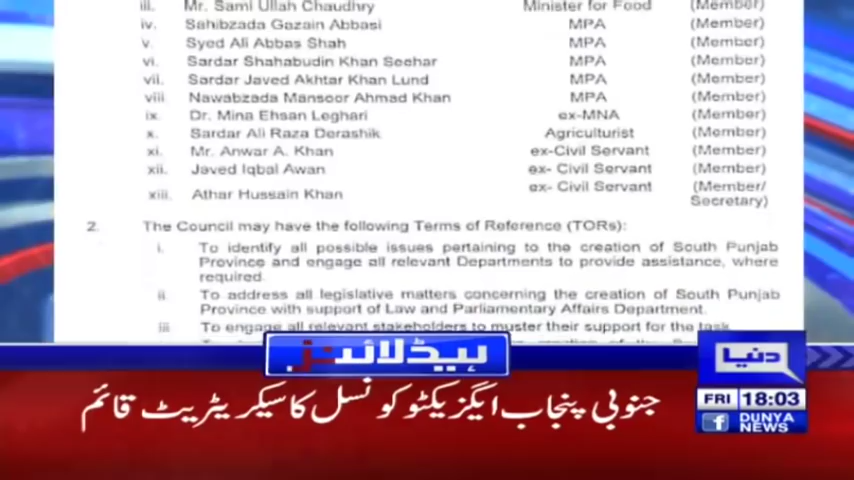 iii. Mr. Sami Ullah Chaudhry Minister for Food (Member)
iv. Sahibzada Gazain Abbasi MPA (Member)
v. Syed Ali Abbas Shah MPA (Member)
vi. Sardar Shahabudin Khan Seehar MPA (Member)
vii. Sardar Javed Akhtar Khan Lund MPA (Member)
viii Nawabzada Mansoor Ahmad Khan MPA (Member)
ix. Dr. Mina Ehsan Leghari ex-MNA (Member)
x. Sardar Ali Raza Derashik Agriculturist (Member)
xi. Mr. Anwar A. Khan ex-Civil Servant (Member)
xii. Javed Iqbal Awan ex- Civil Servant (Member)
xiii. Athar Hussain Khan ex- Civil Servant (Member/
Secretary)
2. The Council may have the following Terms of Reference (TORs):
i. To identify all possible issues pertaining to the creation of South Punjab
Province and engage all relevant Departments to provide assistance, where
required.
ii. To address all legislative matters concerning the creation of South Punjab
Province with support of Law and Parliamentary Affairs Department.
iii To engage all relevant stakeholders to muster their support for the task
ہیڈلائنز
دنیا
جنوبی پنجاب ایگزیکٹو کونسل کا سیکریٹریٹ قائم
FRI 18:03
DUNYA
NEWS